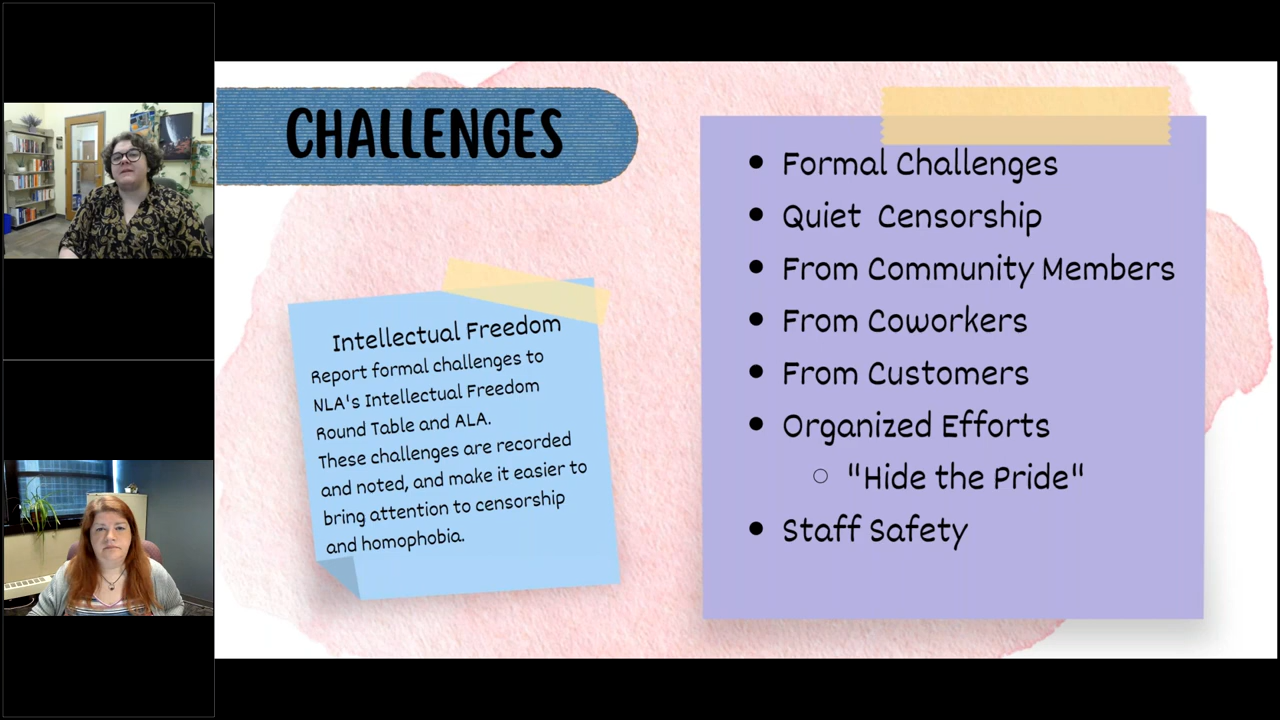 CHALLENGES
Intellectual Freedom
Report formal challenges to
NLA's Intellectual Freedom
Round Table and ALA.
These challenges are recorded
and noted, and make it easier to
bring attention to censorship
and homophobia.
Formal Challenges
Quiet Censorship
From Community Members
From Coworkers
From Customers
Organized Efforts
"Hide the Pride"
Staff Safety